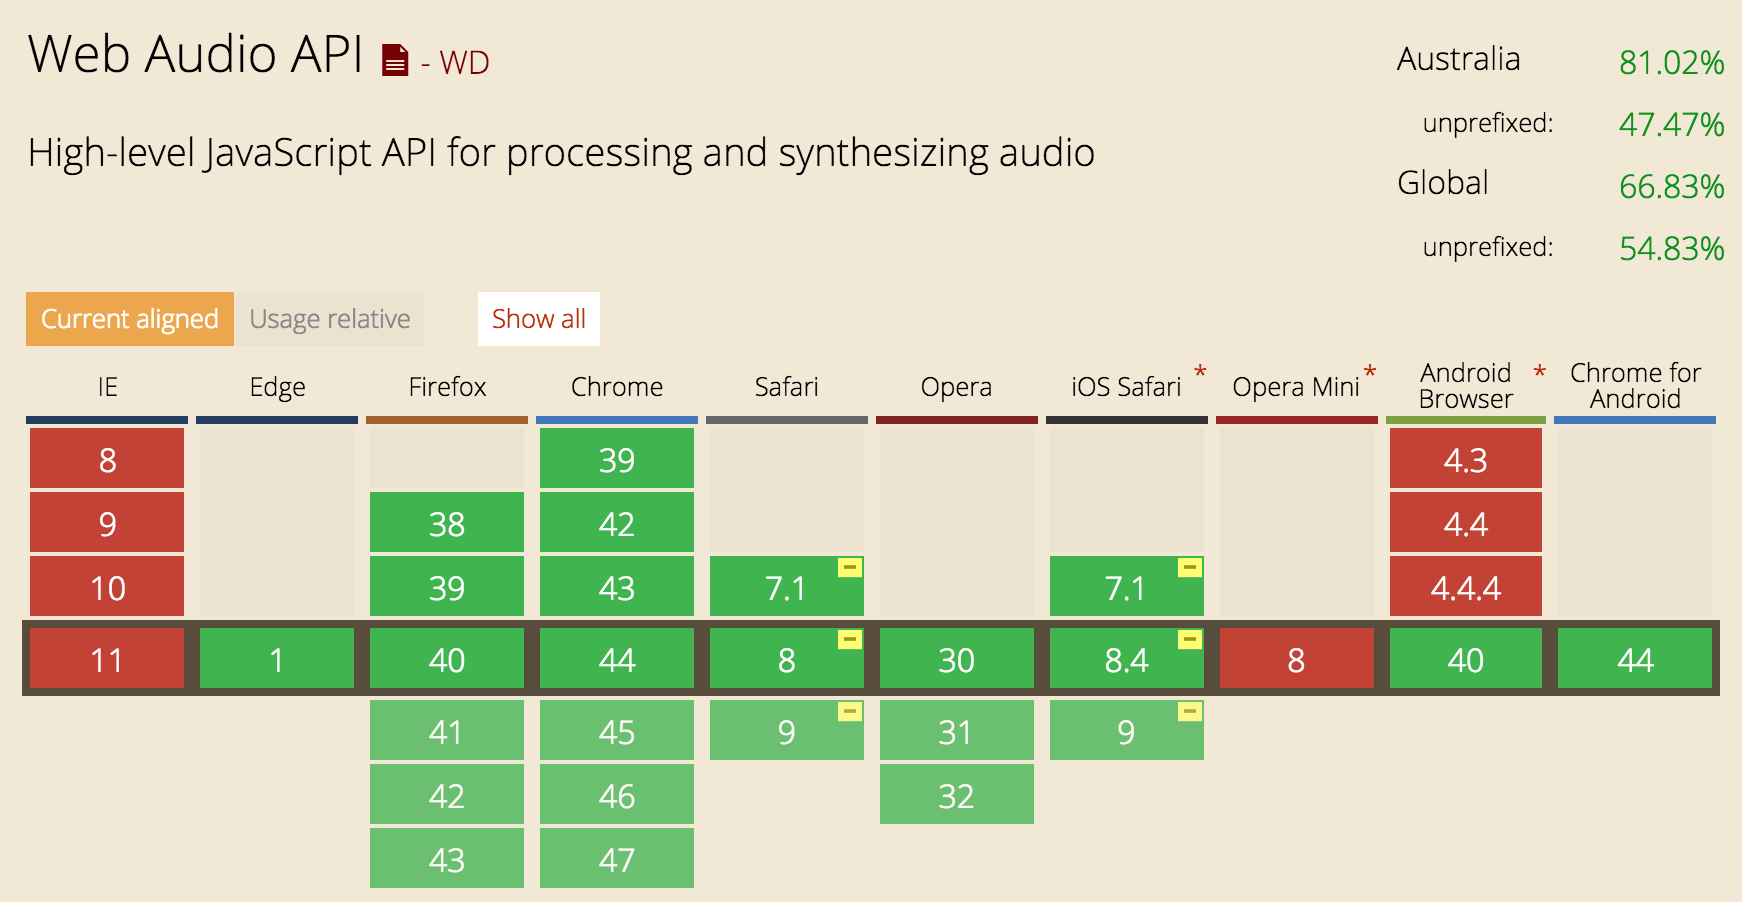 Web Audio API - WD
High-level JavaScript API for processing and synthesizing audio
Australia 81.02%
unprefixed: 47.47%
Global 66.83%
unprefixed: 54.83%
Current aligned Usage relative Show all
IE Edge Firefox Chrome Safari Opera iOS Safari * Opera Mini * Android Browser * Chrome for Android
8 39 4.3
9 38 42 4.4
10 39 43 7.1 - 7.1 - 4.4.4
11 1 40 44 8 - 30 8.4 - 8 40 44
41 45 9 - 31 9 -
42 46 32
43 47